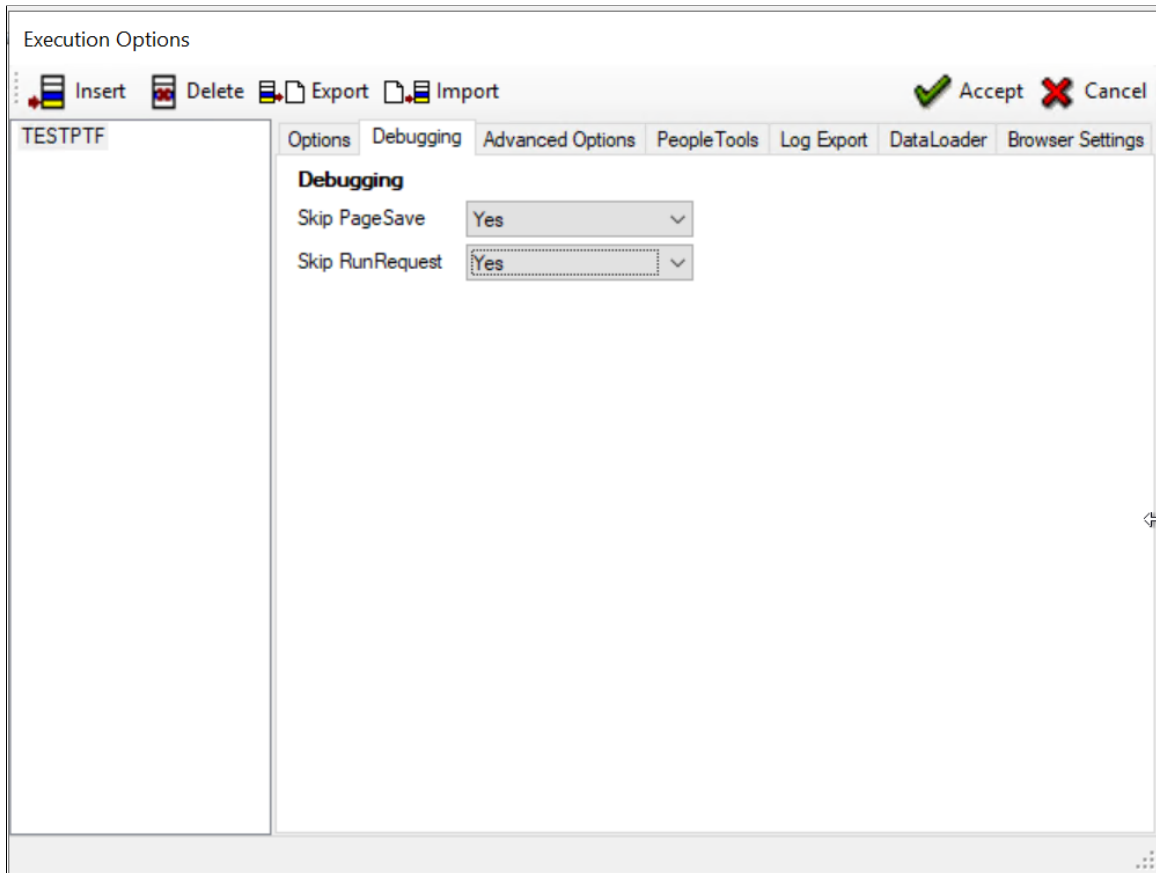 Execution Options
Insert Delete Export Import Accept Cancel
TESTPTF
Options Debugging Advanced Options PeopleTools Log Export DataLoader Browser Settings
Debugging
Skip PageSave Yes
Skip RunRequest Yes